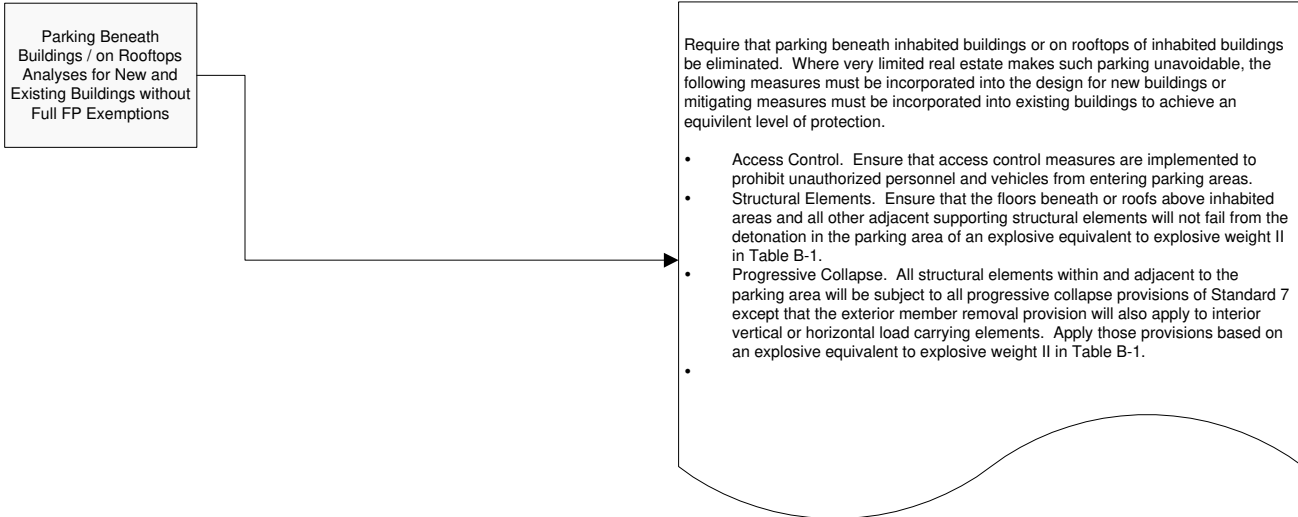 Parking Beneath
Buildings / on Rooftops
Analyses for New and
Existing Buildings without
Full FP Exemptions
Require that parking beneath inhabited buildings or on rooftops of inhabited buildings
be eliminated.  Where very limited real estate makes such parking unavoidable, the
following measures must be incorporated into the design for new buildings or
mitigating measures must be incorporated into existing buildings to achieve an
equivilent level of protection.
• Access Control.  Ensure that access control measures are implemented to
prohibit unauthorized personnel and vehicles from entering parking areas.
• Structural Elements.  Ensure that the floors beneath or roofs above inhabited
areas and all other adjacent supporting structural elements will not fail from the
detonation in the parking area of an explosive equivalent to explosive weight II
in Table B-1.
• Progressive Collapse.  All structural elements within and adjacent to the
parking area will be subject to all progressive collapse provisions of Standard 7
except that the exterior member removal provision will also apply to interior
vertical or horizontal load carrying elements.  Apply those provisions based on
an explosive equivalent to explosive weight II in Table B-1.
•